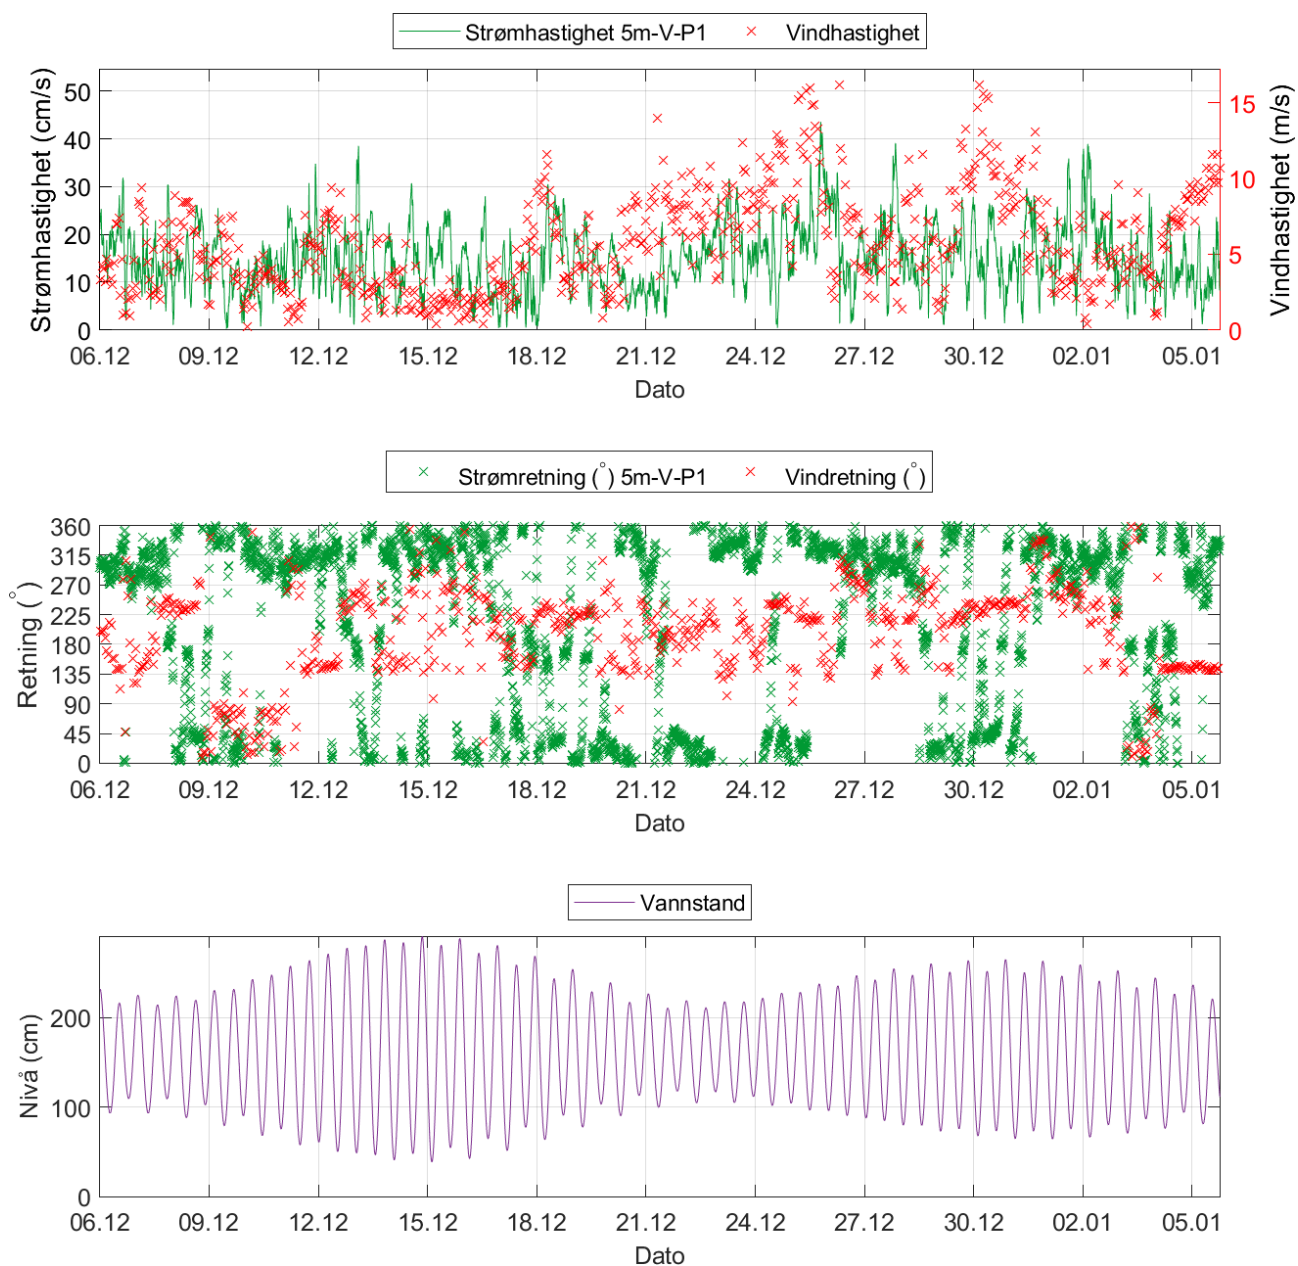 Strømhastighet 5m-V-P1 Vindhastighet
Strømhastighet (cm/s)
50
40
30
20
10
0
Vindhastighet (m/s)
15
10
5
0
06.12 09.12 12.12 15.12 18.12 21.12 24.12 27.12 30.12 02.01 05.01
Dato
Strømretning (°) 5m-V-P1 Vindretning (°)
Retning (°)
360
315
270
225
180
135
90
45
0
06.12 09.12 12.12 15.12 18.12 21.12 24.12 27.12 30.12 02.01 05.01
Dato
Vannstand
Nivå (cm)
200
100
0
06.12 09.12 12.12 15.12 18.12 21.12 24.12 27.12 30.12 02.01 05.01
Dato